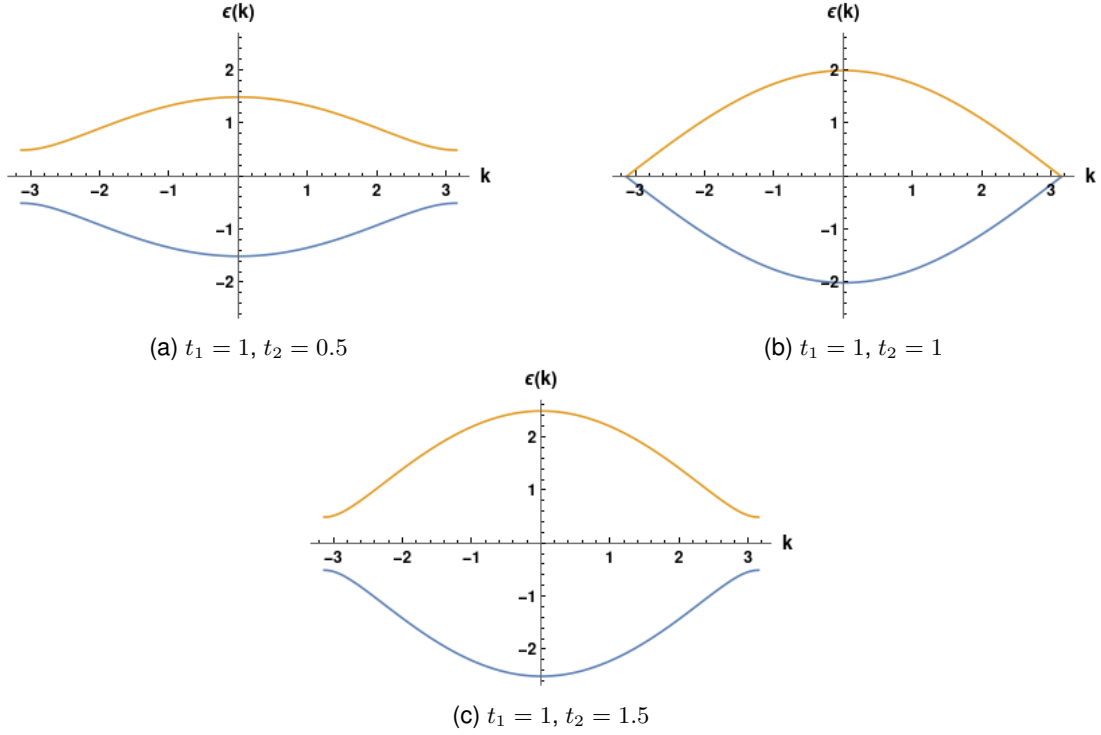 ϵ(k)
2
1
-3 -2 -1 1 2 3 k
-1
-2
(a) t₁ = 1, t₂ = 0.5
ϵ(k)
2
1
-3 -2 -1 1 2 3 k
-1
-2
(b) t₁ = 1, t₂ = 1
ϵ(k)
2
1
-3 -2 -1 1 2 3 k
-1
-2
(c) t₁ = 1, t₂ = 1.5